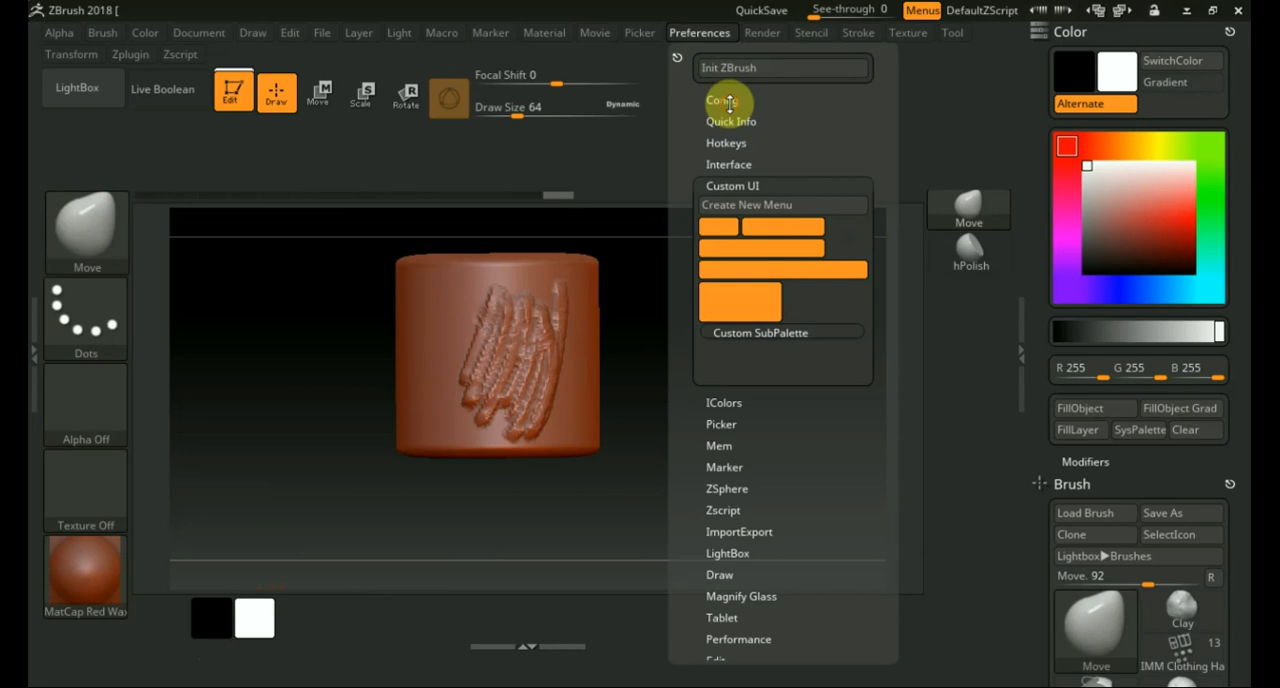 ZBrush 2018 [
QuickSave
See-through 0
Menus
DefaultZScript
Alpha Brush Color Document Draw Edit File Layer Light Macro Marker Material Movie Picker Preferences Render Stencil Stroke Texture Tool
Transform Zplugin Zscript
LightBox
Live Boolean
Edit
Draw
Move
Scale
Rotate
Focal Shift 0
Draw Size 64
Dynamic
Move
Dots
Alpha Off
Texture Off
MatCap Red Wax
Init ZBrush
Config
Quick Info
Hotkeys
Interface
Custom UI
Create New Menu
Custom SubPalette
IColors
Picker
Mem
Marker
ZSphere
Zscript
ImportExport
LightBox
Draw
Magnify Glass
Tablet
Performance
Edit
Move
hPolish
Color
SwitchColor
Gradient
Alternate
R 255 G 255 B 255
FillObject FillObject Grad
FillLayer SysPalette Clear
Modifiers
Brush
Load Brush Save As
Clone SelectIcon
Lightbox▶Brushes
Move. 92
R
Clay
13
Move
IMM Clothing Ha